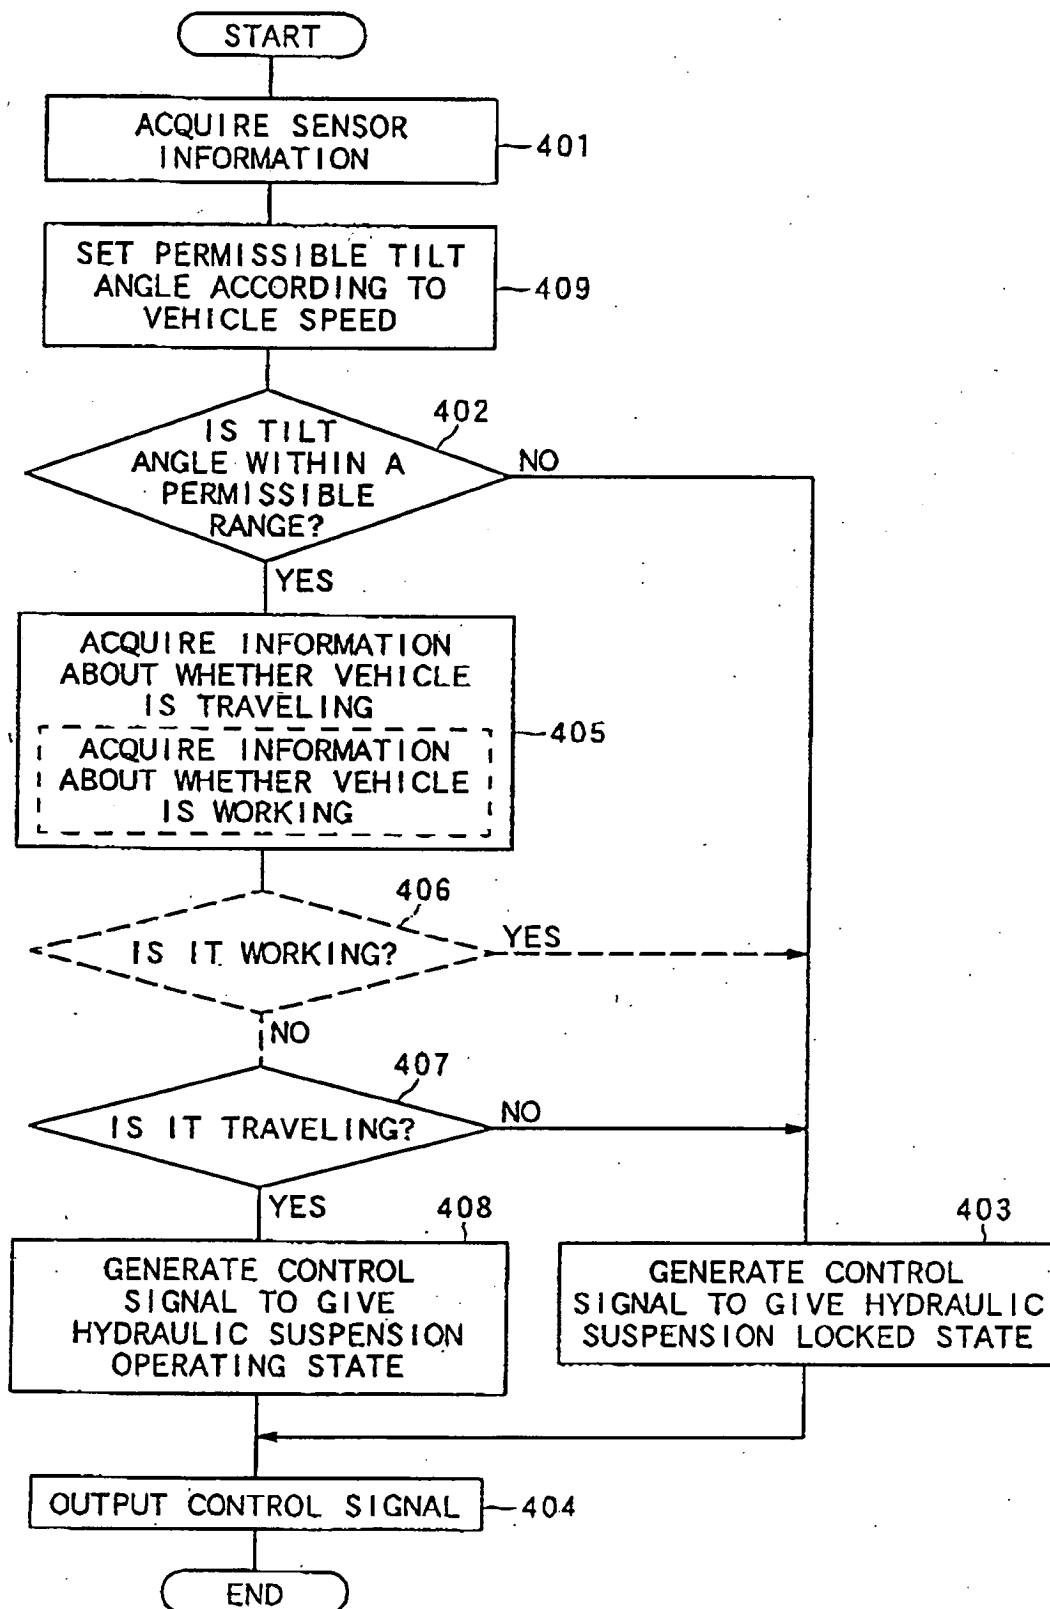 START
ACQUIRE SENSOR
INFORMATION
401
SET PERMISSIBLE TILT
ANGLE ACCORDING TO
VEHICLE SPEED
409
402
IS TILT
ANGLE WITHIN A
PERMISSIBLE
RANGE?
NO
YES
ACQUIRE INFORMATION
ABOUT WHETHER VEHICLE
IS TRAVELING
405
ACQUIRE INFORMATION
ABOUT WHETHER VEHICLE
IS WORKING
406
IS IT WORKING?
YES
NO
407
IS IT TRAVELING?
NO
YES
408
GENERATE CONTROL
SIGNAL TO GIVE
HYDRAULIC SUSPENSION
OPERATING STATE
403
GENERATE CONTROL
SIGNAL TO GIVE HYDRAULIC
SUSPENSION LOCKED STATE
OUTPUT CONTROL SIGNAL
404
END